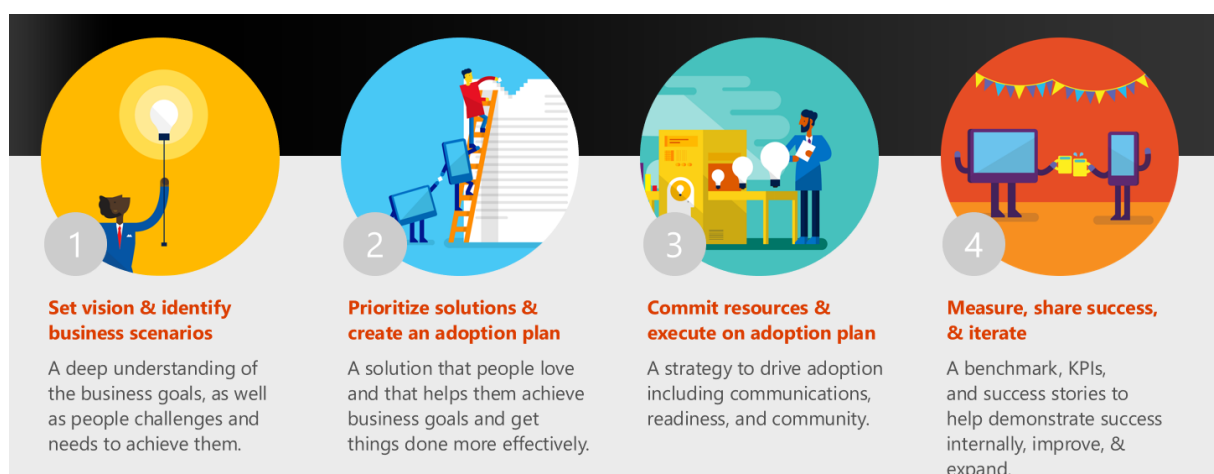 1
Set vision & identify
business scenarios
A deep understanding of
the business goals, as well
as people challenges and
needs to achieve them.
2
Prioritize solutions &
create an adoption plan
A solution that people love
and that helps them achieve
business goals and get
things done more effectively.
3
Commit resources &
execute on adoption plan
A strategy to drive adoption
including communications,
readiness, and community.
4
Measure, share success,
& iterate
A benchmark, KPIs,
and success stories to
help demonstrate success
internally, improve, &
expand.